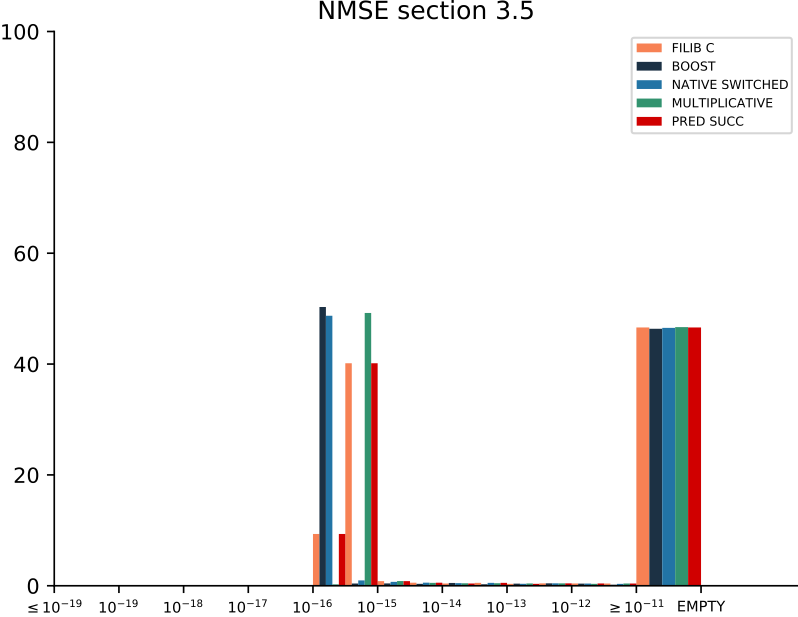 NMSE section 3.5
100
80
60
40
20
0
FILIB C
BOOST
NATIVE SWITCHED
MULTIPLICATIVE
PRED SUCC
≤ 10⁻¹⁹ 10⁻¹⁹ 10⁻¹⁸ 10⁻¹⁷ 10⁻¹⁶ 10⁻¹⁵ 10⁻¹⁴ 10⁻¹³ 10⁻¹² ≥ 10⁻¹¹ EMPTY